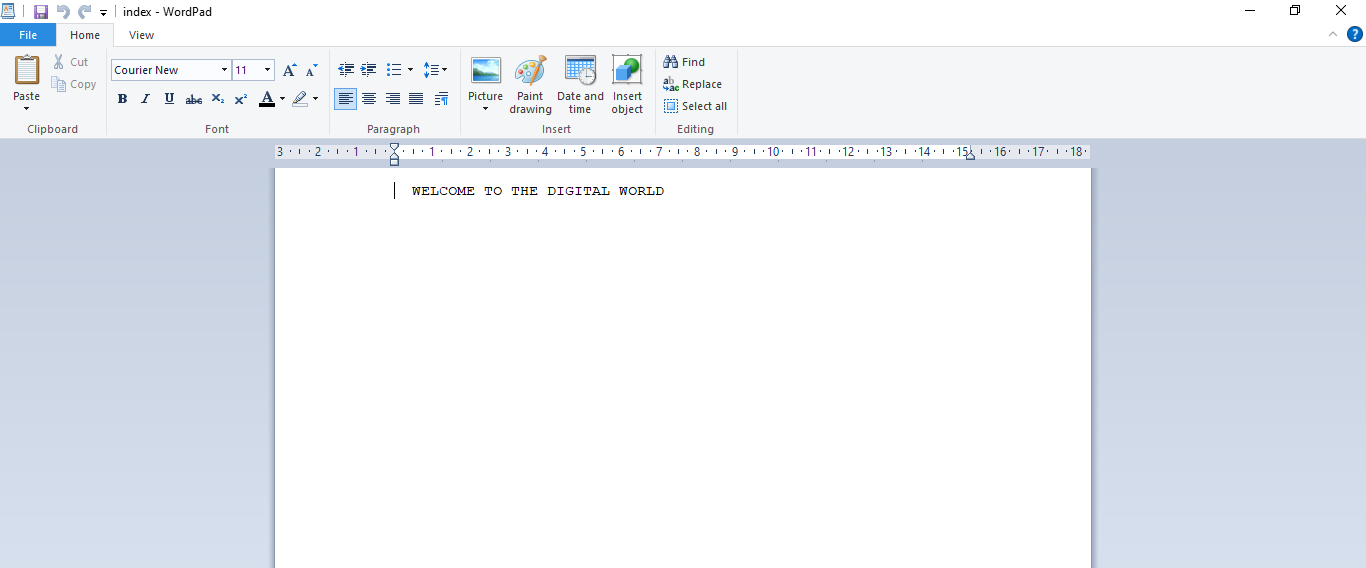 index - WordPad
File Home View
Paste
Cut
Copy
Clipboard
Courier New 11
B I U abc X₂ X² A
Font
Paragraph
Picture
Paint drawing
Date and time
Insert object
Insert
Find
Replace
Select all
Editing
3 2 1 1 2 3 4 5 6 7 8 9 10 11 12 13 14 15 16 17 18
WELCOME TO THE DIGITAL WORLD